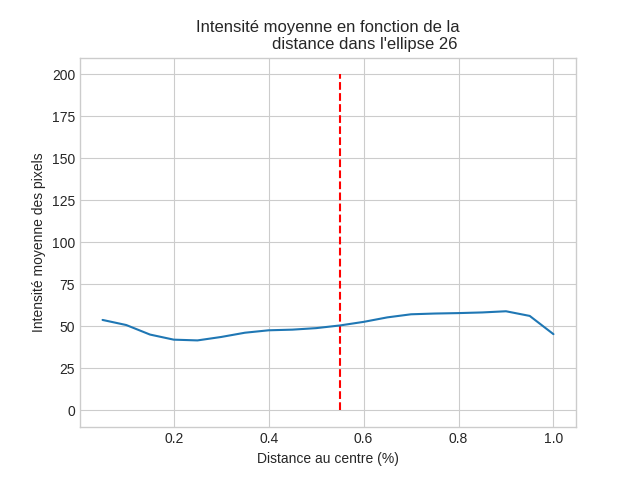 Intensité moyenne en fonction de la
distance dans l'ellipse 26
Intensité moyenne des pixels
200
175
150
125
100
75
50
25
0
0.2 0.4 0.6 0.8 1.0
Distance au centre (%)